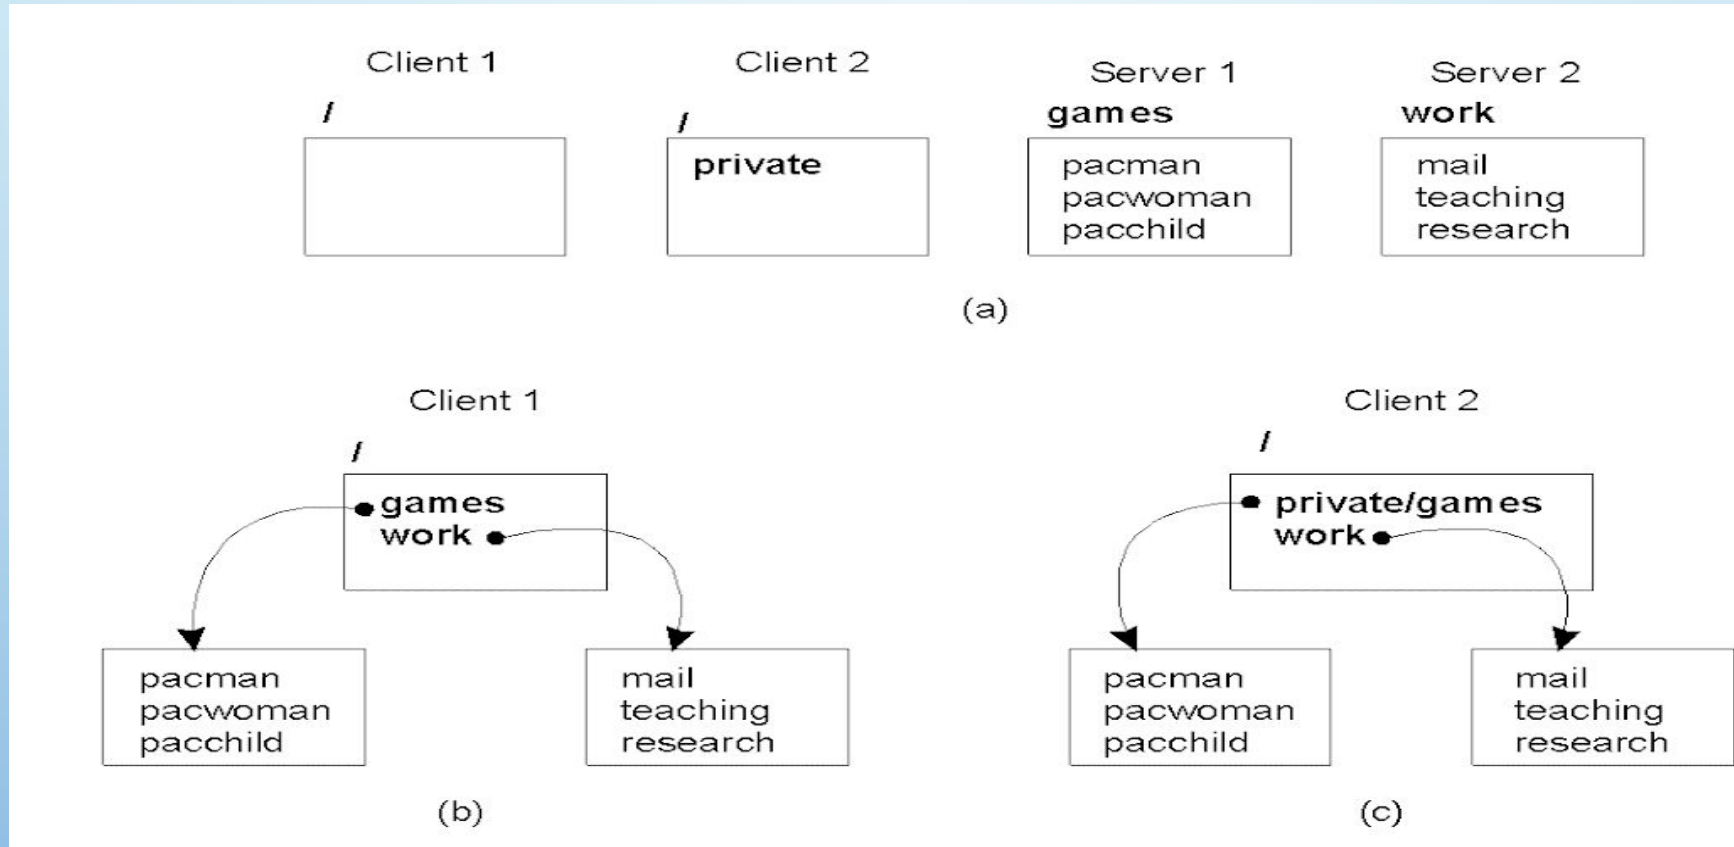 Client 1
/
Client 2
/
private
Server 1
games
pacman
pacwoman
pacchild
Server 2
work
mail
teaching
research
(a)
Client 1
/
games
work
pacman
pacwoman
pacchild
mail
teaching
research
(b)
Client 2
/
private/games
work
pacman
pacwoman
pacchild
mail
teaching
research
(c)